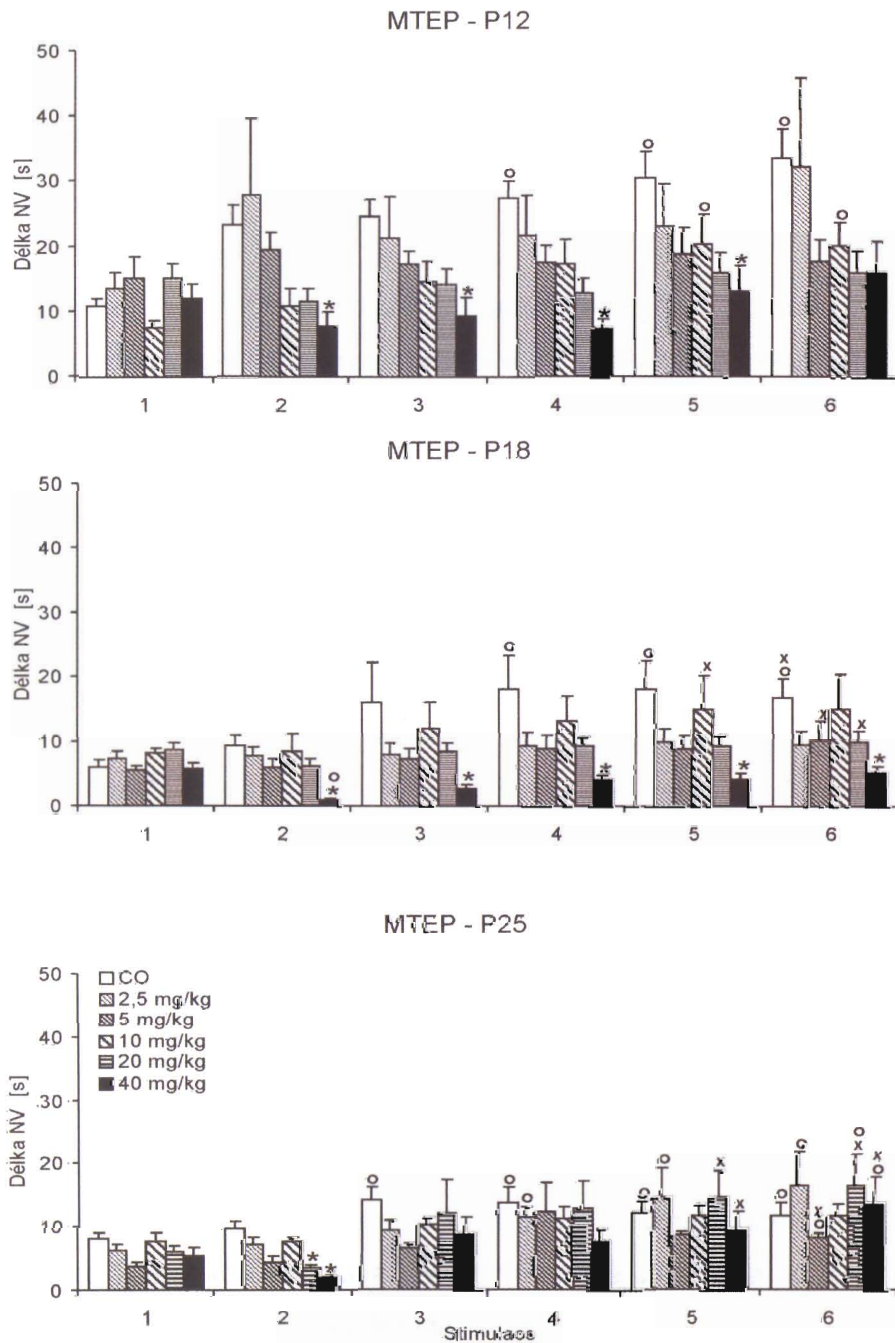 MTEP - P12
Délka NV [s]
50
40
30
20
10
0
o
o
o
o
o
*
*
*
*
1
2
3
4
5
6
MTEP - P18
Délka NV [s]
50
40
30
20
10
0
o
*
*
o
*
o
x
*
x
o
x
x
*
1
2
3
4
5
6
MTEP - P25
Délka NV [s]
50
40
30
20
10
0
CO
2,5 mg/kg
5 mg/kg
10 mg/kg
20 mg/kg
40 mg/kg
*
*
o
o
o
o
o
x
x
o
o
x
o
o
x
x
o
1
2
3
4
5
6
Stimulace